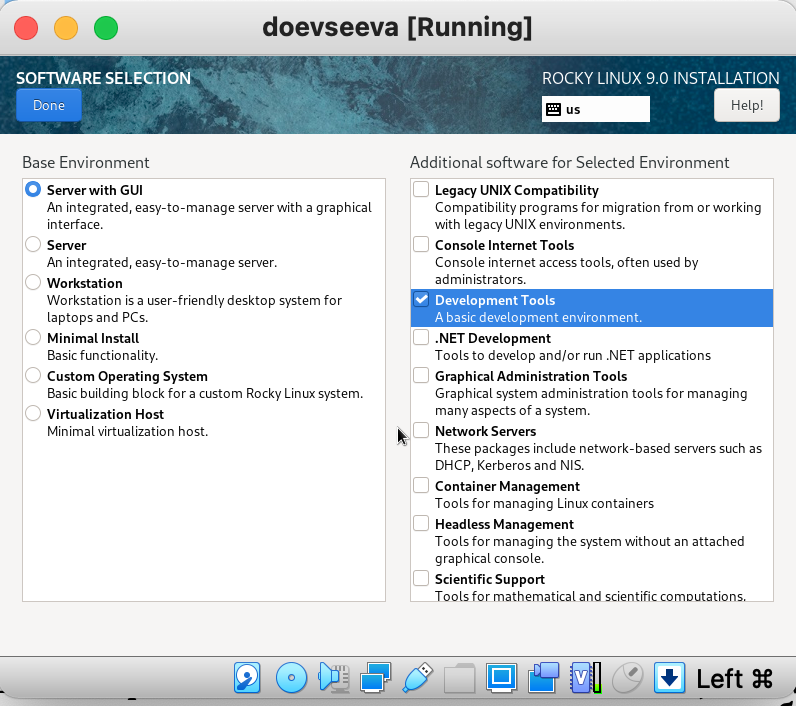 doevseeva [Running]
SOFTWARE SELECTION
ROCKY LINUX 9.0 INSTALLATION
Done
us
Help!
Base Environment
Server with GUI
An integrated, easy-to-manage server with a graphical
interface.
Server
An integrated, easy-to-manage server.
Workstation
Workstation is a user-friendly desktop system for
laptops and PCs.
Minimal Install
Basic functionality.
Custom Operating System
Basic building block for a custom Rocky Linux system.
Virtualization Host
Minimal virtualization host.
Additional software for Selected Environment
Legacy UNIX Compatibility
Compatibility programs for migration from or working
with legacy UNIX environments.
Console Internet Tools
Console internet access tools, often used by
administrators.
Development Tools
A basic development environment.
.NET Development
Tools to develop and/or run .NET applications
Graphical Administration Tools
Graphical system administration tools for managing
many aspects of a system.
Network Servers
These packages include network-based servers such as
DHCP, Kerberos and NIS.
Container Management
Tools for managing Linux containers
Headless Management
Tools for managing the system without an attached
graphical console.
Scientific Support
Tools for mathematical and scientific computations,
V
Left ⌘